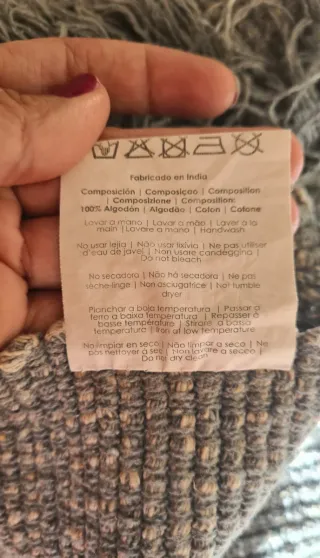 Fabricado en India
Composición | Composiçao | Composition
| Composizione | Composition:
100% Algodón | Algodão | Coton | Cotone
Lavar a mano | Lavar a mão | Laver a la
main | Lavare a mano | Handwash
No usar lejia | Não usar lixivia | Ne pas utiliser
d'eau de javel | Non usare candeggina |
Do not bleach
No secadora | Não há secadora | Ne pas
sèche-linge | Non asciugatrice | Not tumble
dryer
Planchar a baja temperatura | Passar a
ferro a baixa temperatura | Repasser à
basse température | Stirare a bassa
temperatura | Iron at low temperature
No limpiar en seco | Não limpar a seco | Ne
pas nettoyer à sec | Non lavare a secco |
Do not dry clean